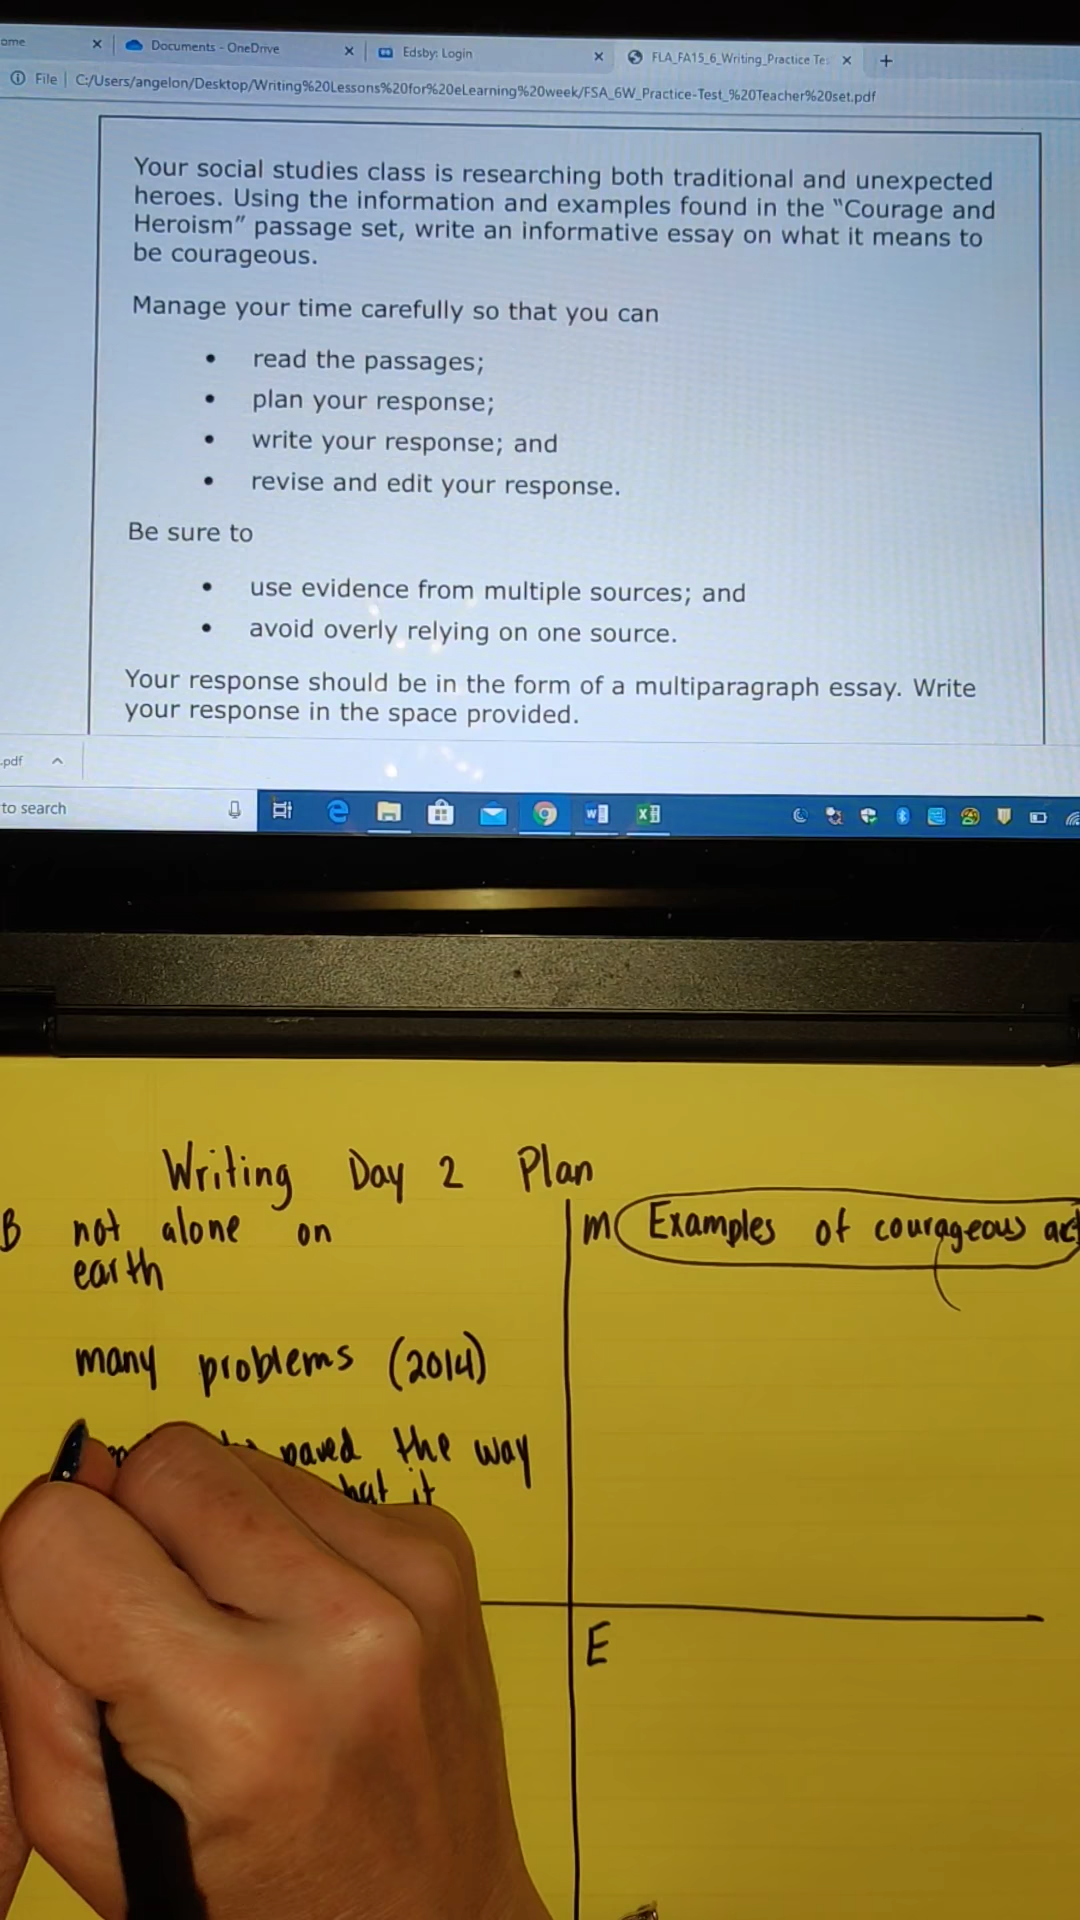 ome
Documents - OneDrive
Edsby: Login
FLA_FA15_6_Writing_Practice Te
File | C:/Users/angelon/Desktop/Writing%20Lessons%20for%20eLearning%20week/FSA_6W_Practice-Test_%20Teacher%20set.pdf
Your social studies class is researching both traditional and unexpected
heroes. Using the information and examples found in the “Courage and
Heroism” passage set, write an informative essay on what it means to
be courageous.
Manage your time carefully so that you can
• read the passages;
• plan your response;
• write your response; and
• revise and edit your response.
Be sure to
• use evidence from multiple sources; and
• avoid overly relying on one source.
Your response should be in the form of a multiparagraph essay. Write
your response in the space provided.
.pdf
to search
Writing Day 2 Plan
B not alone on
earth
many problems (2014)
paved the way
hat it
M Examples of courageous act
E